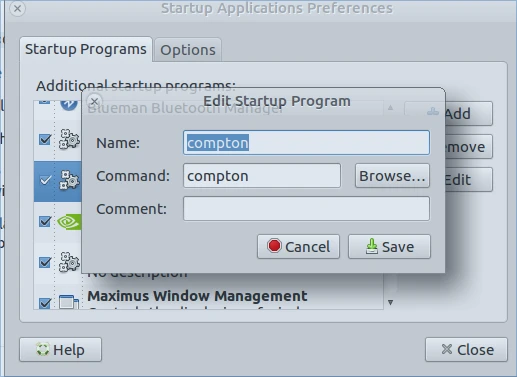 Startup Applications Preferences
Startup Programs
Options
Additional startup programs:
Blueman Bluetooth Manager
Add
Edit Startup Program
Name:
compton
Command:
compton
Browse...
Edit
Comment:
Cancel
Save
No description
Maximus Window Management
Help
Close